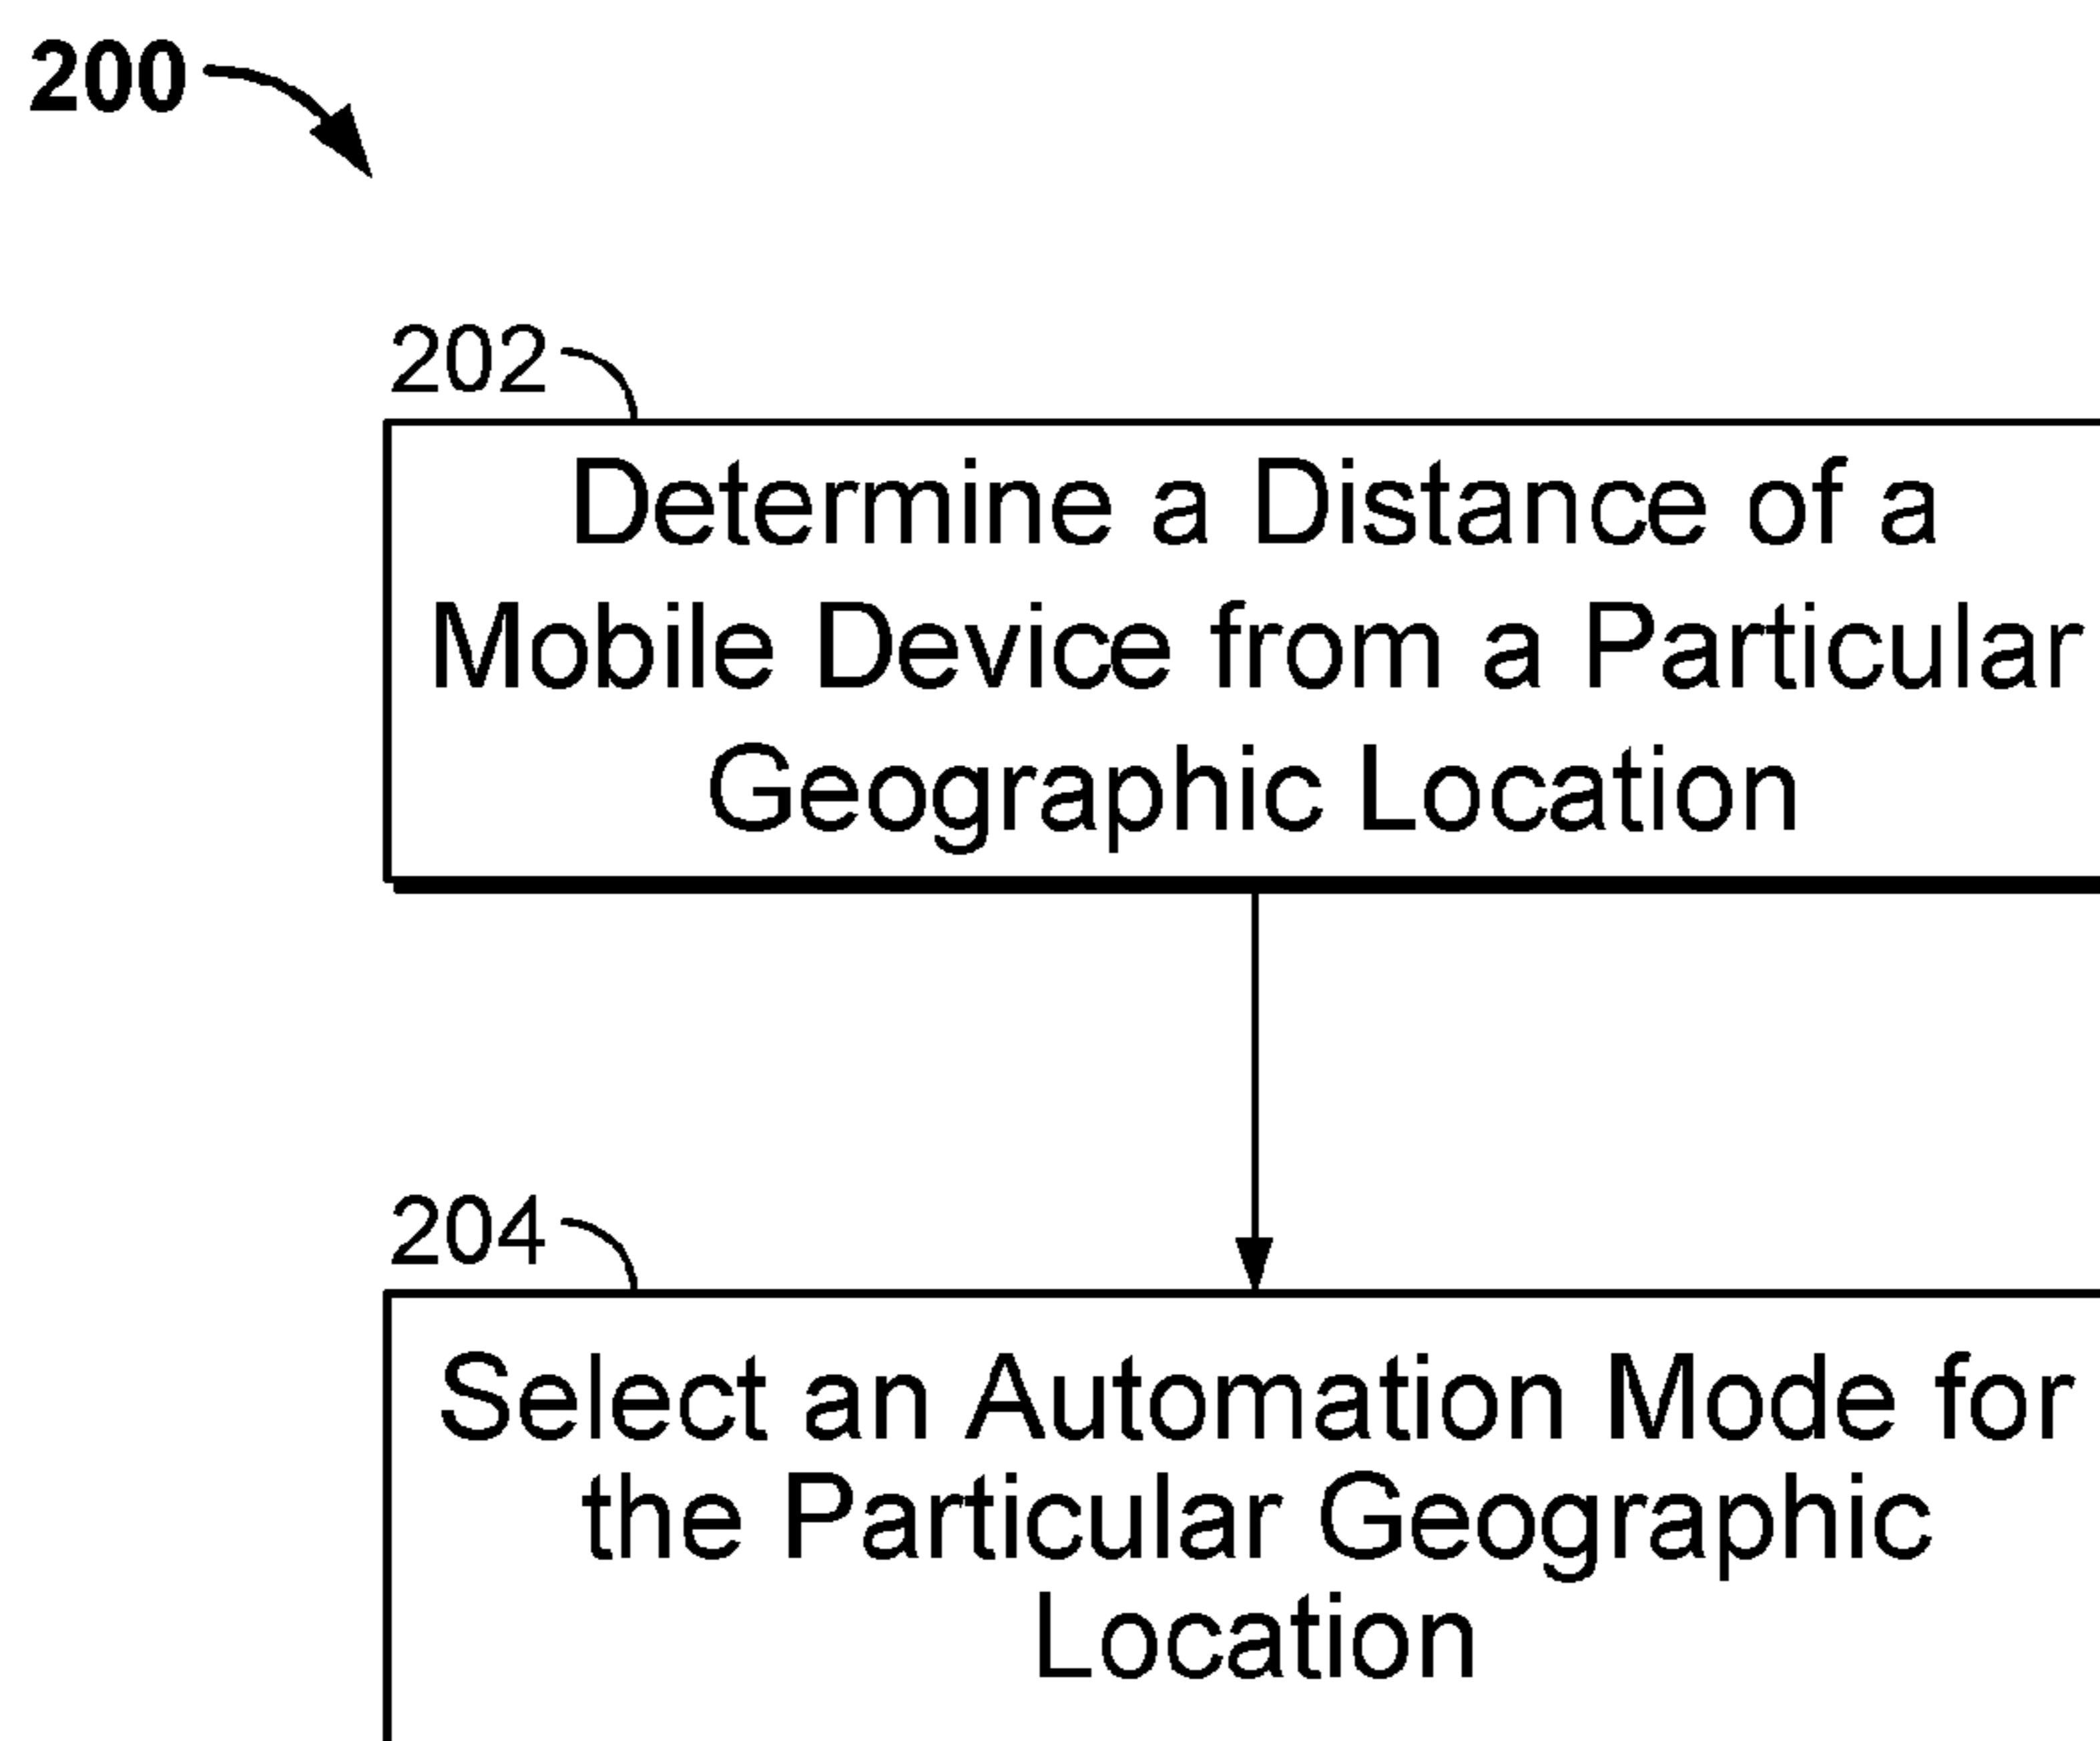 200
202
Determine a Distance of a
Mobile Device from a Particular
Geographic Location
204
Select an Automation Mode for
the Particular Geographic
Location